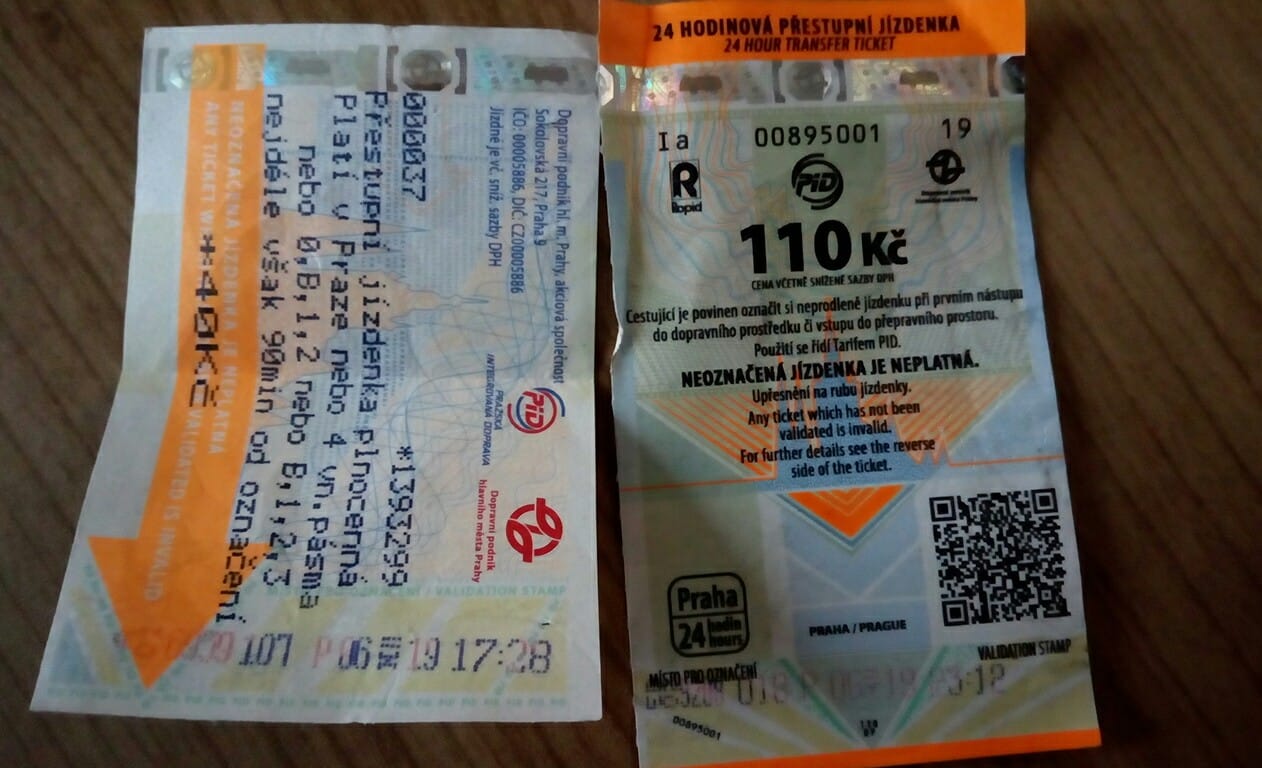 Dopravní podnik hl. m. Prahy, akciová společnost
Sokolovská 217, Praha 9
IČO: 00005886, DIČ: CZ00005886
Jízdné je vč. sníž. sazby DPH
PiD
PRAŽSKÁ
INTEGROVANÁ DOPRAVA
Dopravní podnik
hlavního města Prahy
000037 *1393299
Přestupní jízdenka plnocenná
Platí v Praze nebo 4 vn.pásma
nebo 0,B,1,2 nebo B,1,2,3
nejdéle však 90min od označení
**40Kč
NEOZNAČENÁ JÍZDENKA JE NEPLATNÁ
ANY TICKET VALIDATED IS INVALID
MÍSTO PRO OZNAČENÍ / VALIDATION STAMP
107 P 06 19 17:28
24 HODINOVÁ PŘESTUPNÍ JÍZDENKA
24 HOUR TRANSFER TICKET
Ia 00895001 19
R
Ropid
PiD
110 Kč
CENA VČETNĚ SNÍŽENÉ SAZBY DPH
Cestující je povinen označit si neprodleně jízdenku při prvním nástupu
do dopravního prostředku či vstupu do přepravního prostoru.
Použití se řídí Tarifem PID.
NEOZNAČENÁ JÍZDENKA JE NEPLATNÁ.
Upřesnění na rubu jízdenky.
Any ticket which has not been
validated is invalid.
For further details see the reverse
side of the ticket.
Praha
24 hodin
hours
PRAHA / PRAGUE
VALIDATION STAMP
MÍSTO PRO OZNAČENÍ
00895001